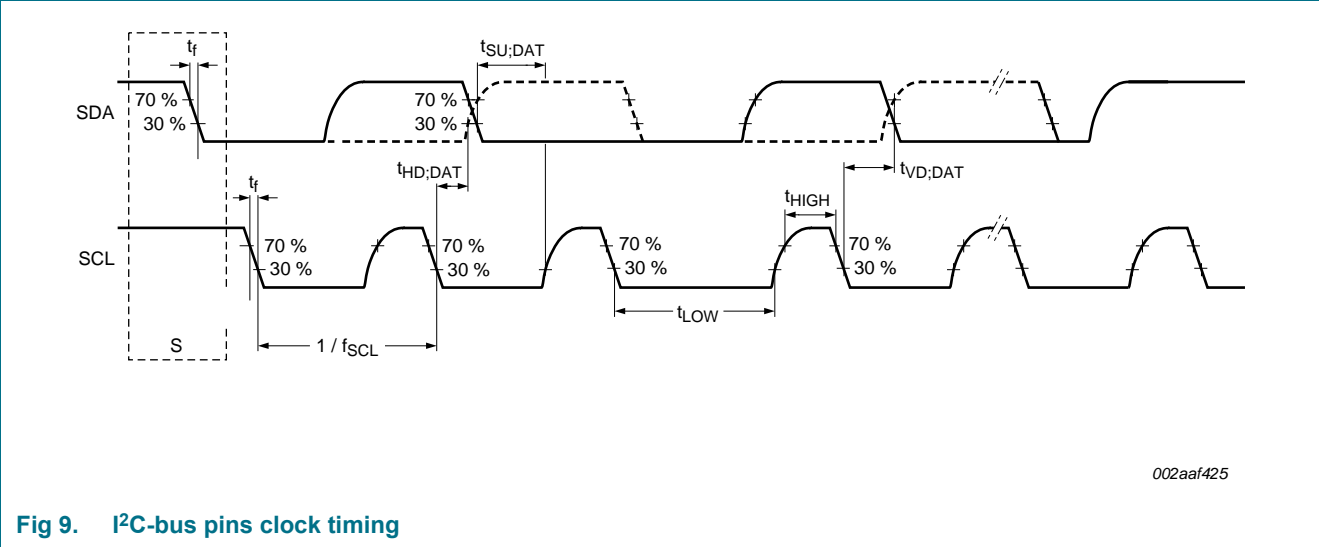 tf
tSU;DAT
SDA
70 %
30 %
70 %
30 %
tHD;DAT
tVD;DAT
tf
tHIGH
SCL
70 %
30 %
70 %
30 %
70 %
30 %
70 %
30 %
tLOW
S
1 / fSCL
002aaf425
Fig 9. I2C-bus pins clock timing